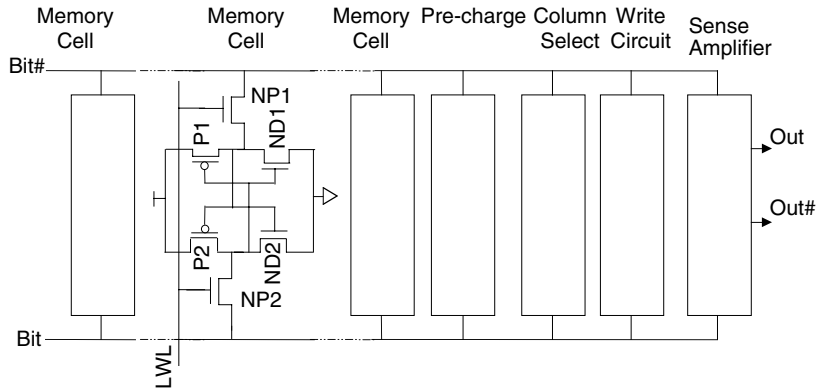 Memory Cell
Memory Cell
Memory Cell
Pre-charge
Column Select
Write Circuit
Sense Amplifier
Bit#
NP1
P1
ND1
Out
Out#
P2
ND2
NP2
Bit
LWL